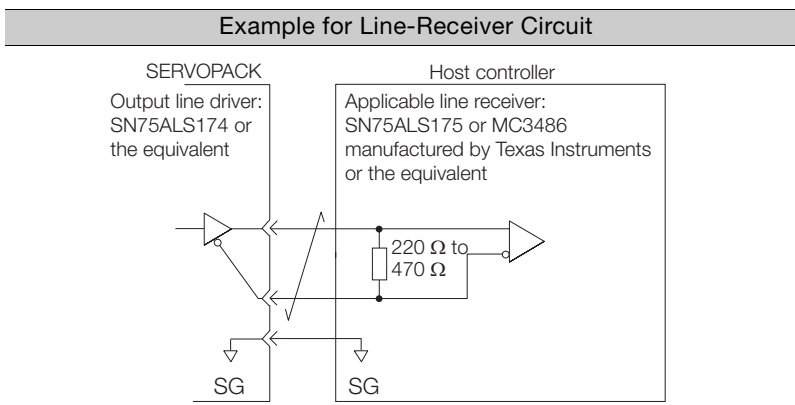 Example for Line-Receiver Circuit
SERVOPACK
Host controller
Output line driver:
SN75ALS174 or
the equivalent
Applicable line receiver:
SN75ALS175 or MC3486
manufactured by Texas Instruments
or the equivalent
220 Ω to
470 Ω
SG
SG